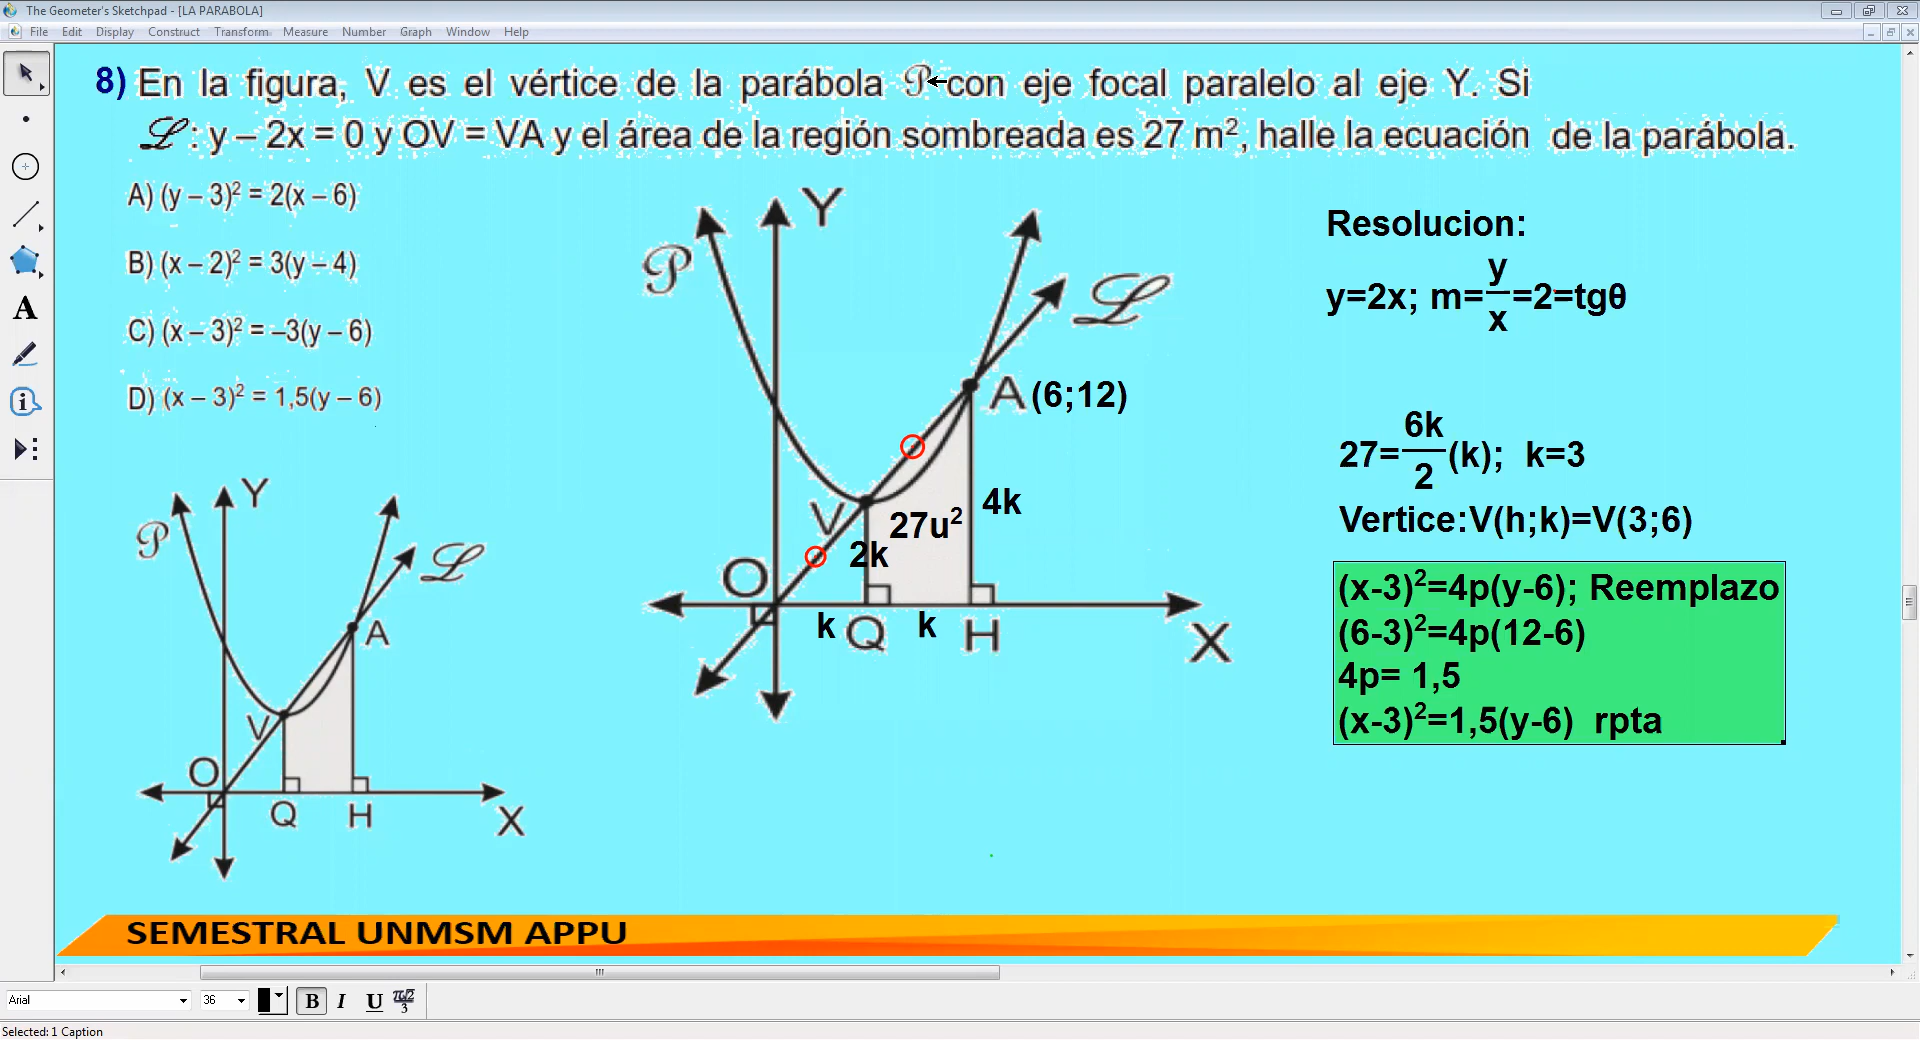 The Geometer's Sketchpad - [LA PARABOLA]
File Edit Display Construct Transform Measure Number Graph Window Help
8) En la figura, V es el vértice de la parábola 𝒫 con eje focal paralelo al eje Y. Si
ℒ : y – 2x = 0 y OV = VA y el área de la región sombreada es 27 m², halle la ecuación de la parábola.
A) (y – 3)² = 2(x – 6)
B) (x – 2)² = 3(y – 4)
C) (x – 3)² = –3(y – 6)
D) (x – 3)² = 1,5(y – 6)
Y
𝒫
ℒ
A
V
O
Q H
X
Y
𝒫
ℒ
A (6;12)
V
27u²
4k
2k
O
k Q k H
X
Resolucion:
y=2x; m=y/x=2=tgθ
27=6k/2(k); k=3
Vertice:V(h;k)=V(3;6)
(x-3)²=4p(y-6); Reemplazo
(6-3)²=4p(12-6)
4p= 1,5
(x-3)²=1,5(y-6) rpta
SEMESTRAL UNMSM APPU
Arial 36 B I U
Selected: 1 Caption